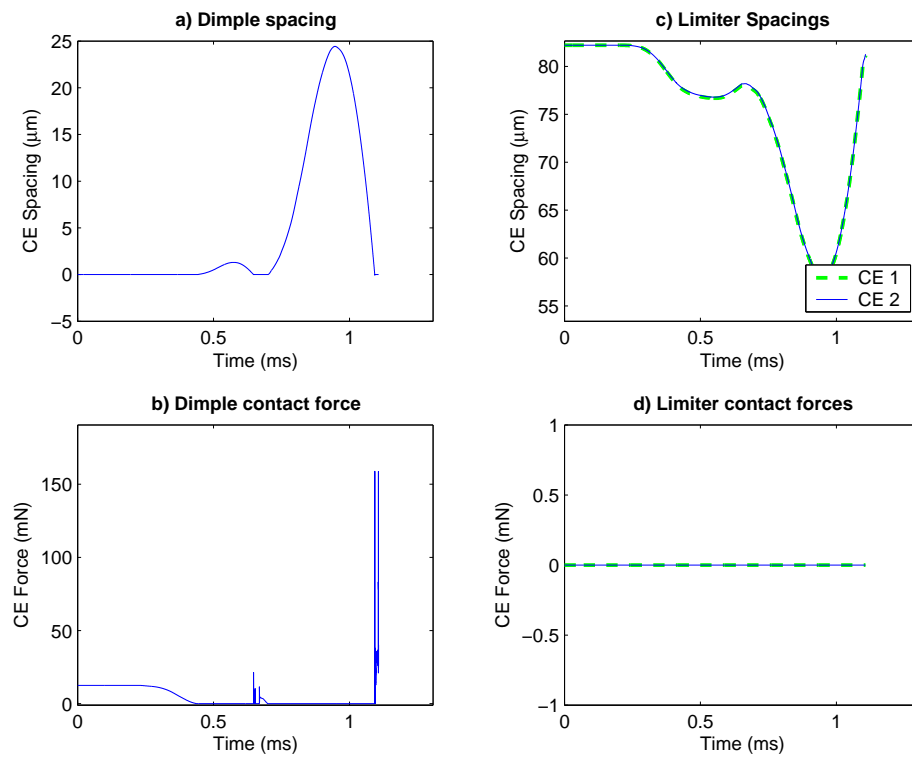 a) Dimple spacing
25
20
15
10
5
0
−5
0
0.5
1
CE Spacing (μm)
Time (ms)
c) Limiter Spacings
80
75
70
65
60
55
0
0.5
1
CE Spacing (μm)
Time (ms)
CE 1
CE 2
b) Dimple contact force
150
100
50
0
0
0.5
1
CE Force (mN)
Time (ms)
d) Limiter contact forces
1
0.5
0
−0.5
−1
0
0.5
1
CE Force (mN)
Time (ms)